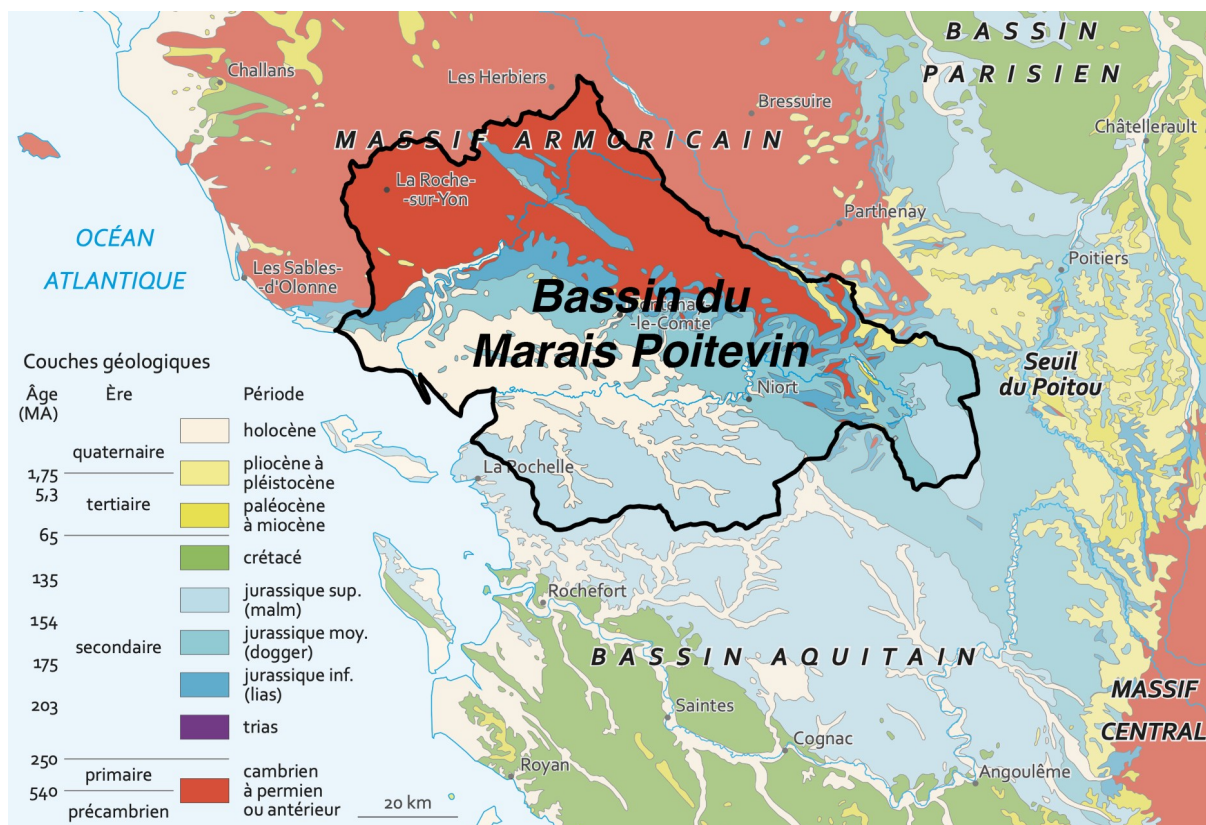 BASSIN
PARISIEN
Challans
Les Herbiers
Bressuire
Châtellerault
MASSIF ARMORICAIN
La Roche-
-sur-Yon
Parthenay
OCÉAN
ATLANTIQUE
Poitiers
Les Sables-
-d'Olonne
Bassin du
-le-Comte
Marais Poitevin
Seuil
du Poitou
Niort
La Rochelle
Rochefort
BASSIN AQUITAIN
MASSIF
CENTRAL
Saintes
Cognac
Royan
Angoulême
Couches géologiques
Âge
(MA)
Ère
Période
holocène
quaternaire
1,75
pliocène à
pléistocène
5,3
tertiaire
paléocène
à miocène
65
crétacé
135
jurassique sup.
(malm)
154
secondaire
jurassique moy.
(dogger)
175
jurassique inf.
(lias)
203
trias
250
primaire
cambrien
à permien
ou antérieur
540
précambrien
20 km